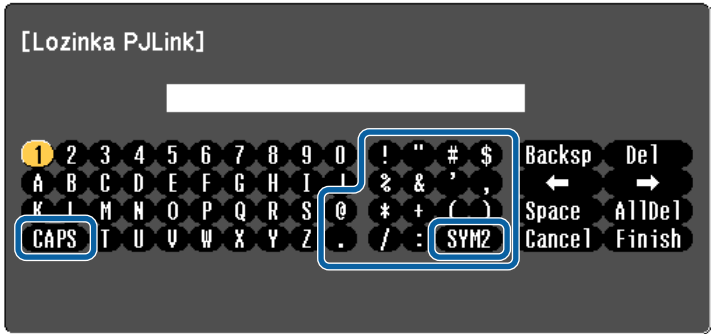 [Lozinka PJLink]
1 2 3 4 5 6 7 8 9 0 ! " # $ Backsp Del
A B C D E F G H I J % & ' , ← →
K L M N O P Q R S @ * + ( ) Space AllDel
CAPS T U V W X Y Z . / : SYM2 Cancel Finish